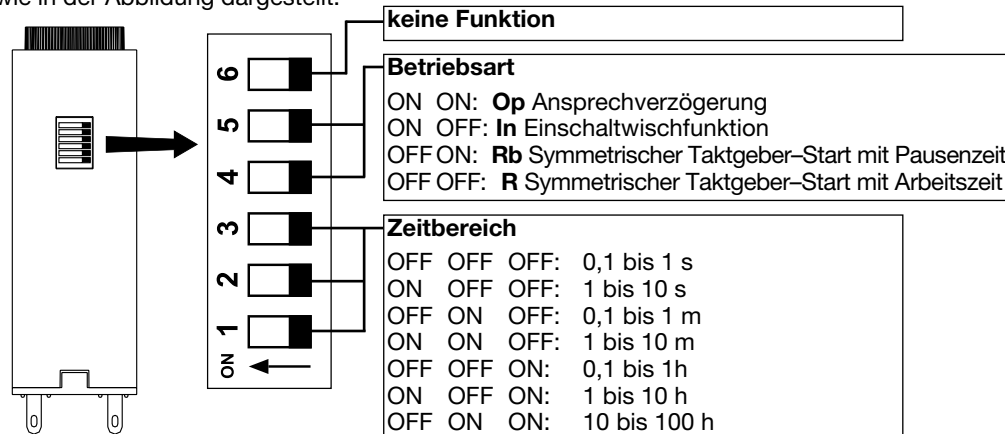 wie in der Abbildung dargestellt.
keine Funktion
6
5
4
3
2
1
ON
Betriebsart
ON ON: Op Ansprechverzögerung
ON OFF: In Einschaltwischfunktion
OFF ON: Rb Symmetrischer Taktgeber–Start mit Pausenzeit
OFF OFF: R Symmetrischer Taktgeber–Start mit Arbeitszeit
Zeitbereich
OFF OFF OFF: 0,1 bis 1 s
ON OFF OFF: 1 bis 10 s
OFF ON OFF: 0,1 bis 1 m
ON ON OFF: 1 bis 10 m
OFF OFF ON: 0,1 bis 1h
ON OFF ON: 1 bis 10 h
OFF ON ON: 10 bis 100 h